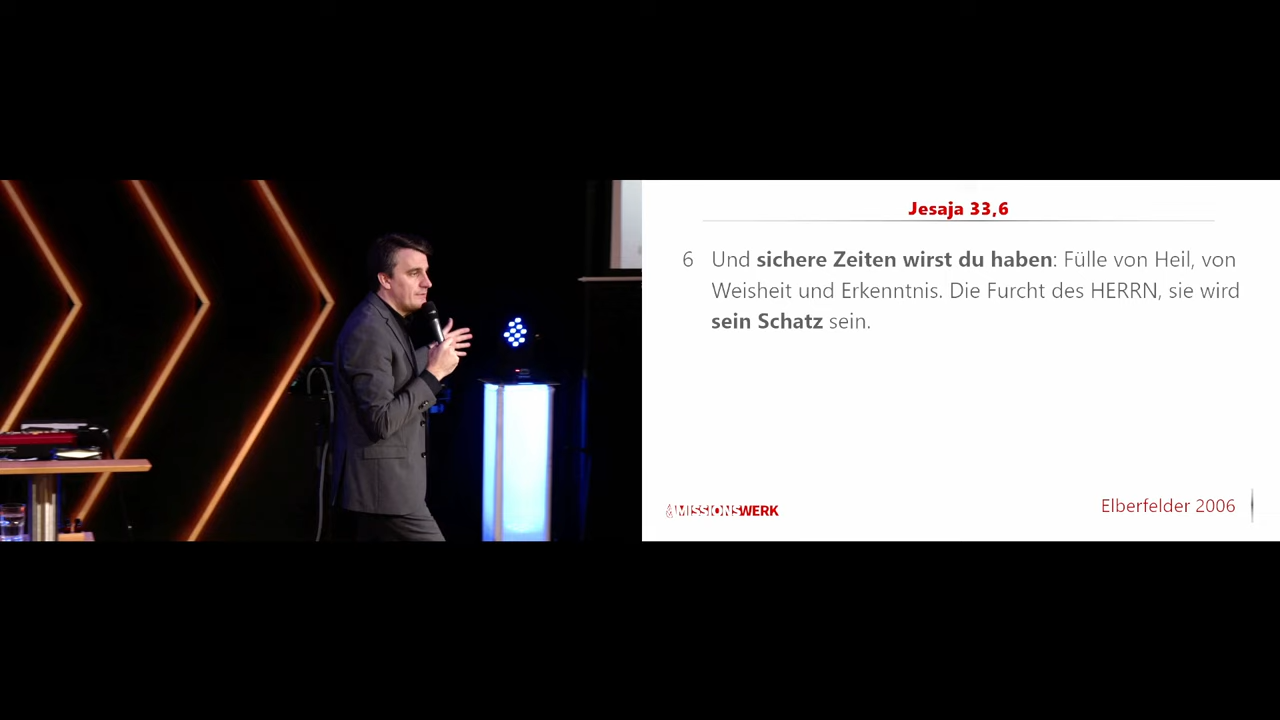 Jesaja 33,6
6 Und sichere Zeiten wirst du haben: Fülle von Heil, von
Weisheit und Erkenntnis. Die Furcht des HERRN, sie wird
sein Schatz sein.
MISSIONSWERK
Elberfelder 2006